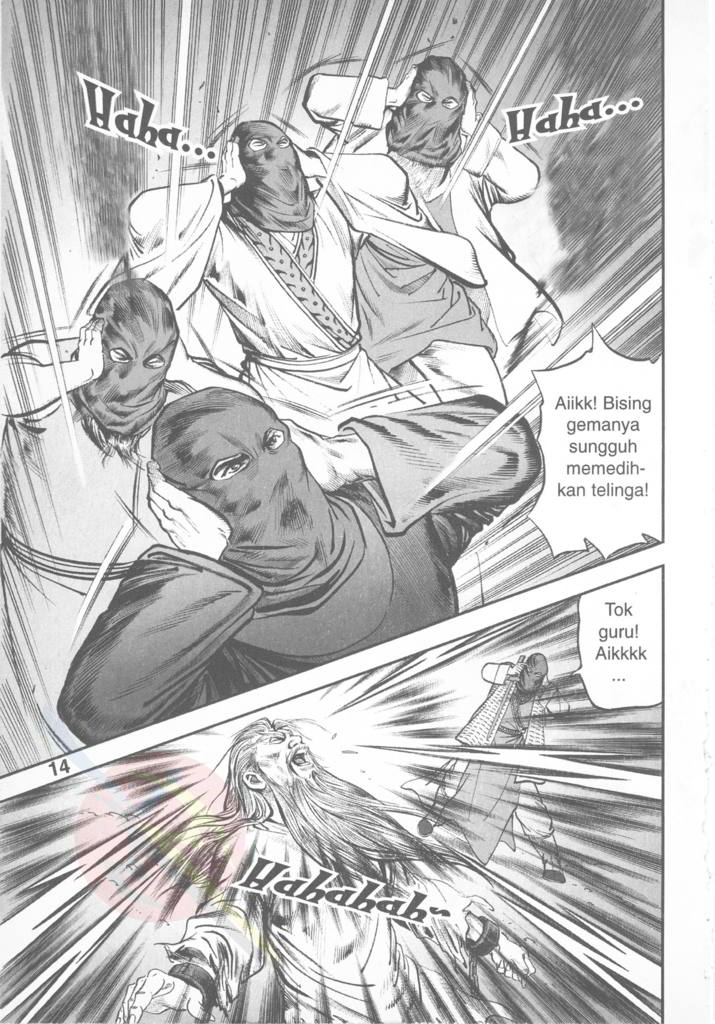 Haha...
Haha...
Aiikk! Bising
gemanya
sungguh
memedih-
kan telinga!
Tok
guru!
Aikkkk
...
14
Hahahah~